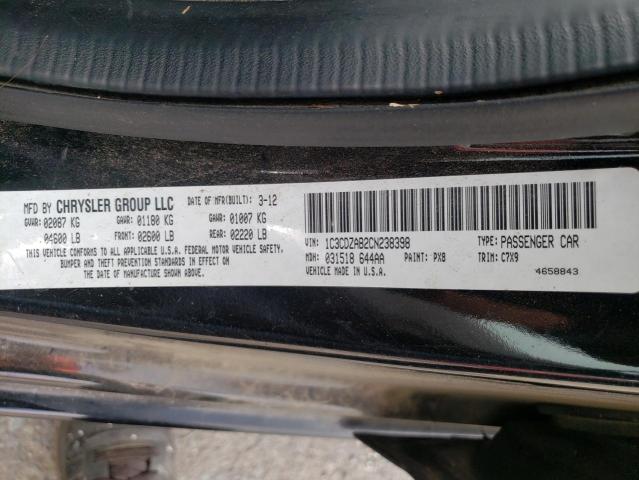 MFD BY CHRYSLER GROUP LLC DATE OF MFR(BUILT): 3-12
GVWR: 02087 KG GAWR: 01180 KG GAWR: 01007 KG
04600 LB FRONT: 02600 LB REAR: 02220 LB
THIS VEHICLE CONFORMS TO ALL APPLICABLE U.S.A. FEDERAL MOTOR VEHICLE SAFETY,
BUMPER AND THEFT PREVENTION STANDARDS IN EFFECT ON
THE DATE OF MANUFACTURE SHOWN ABOVE.
VIN: 1C3CDZAB2CN238398 TYPE: PASSENGER CAR
MDH: 031518 644AA PAINT: PX8 TRIM: C7X9
MADE IN U.S.A.
4658843